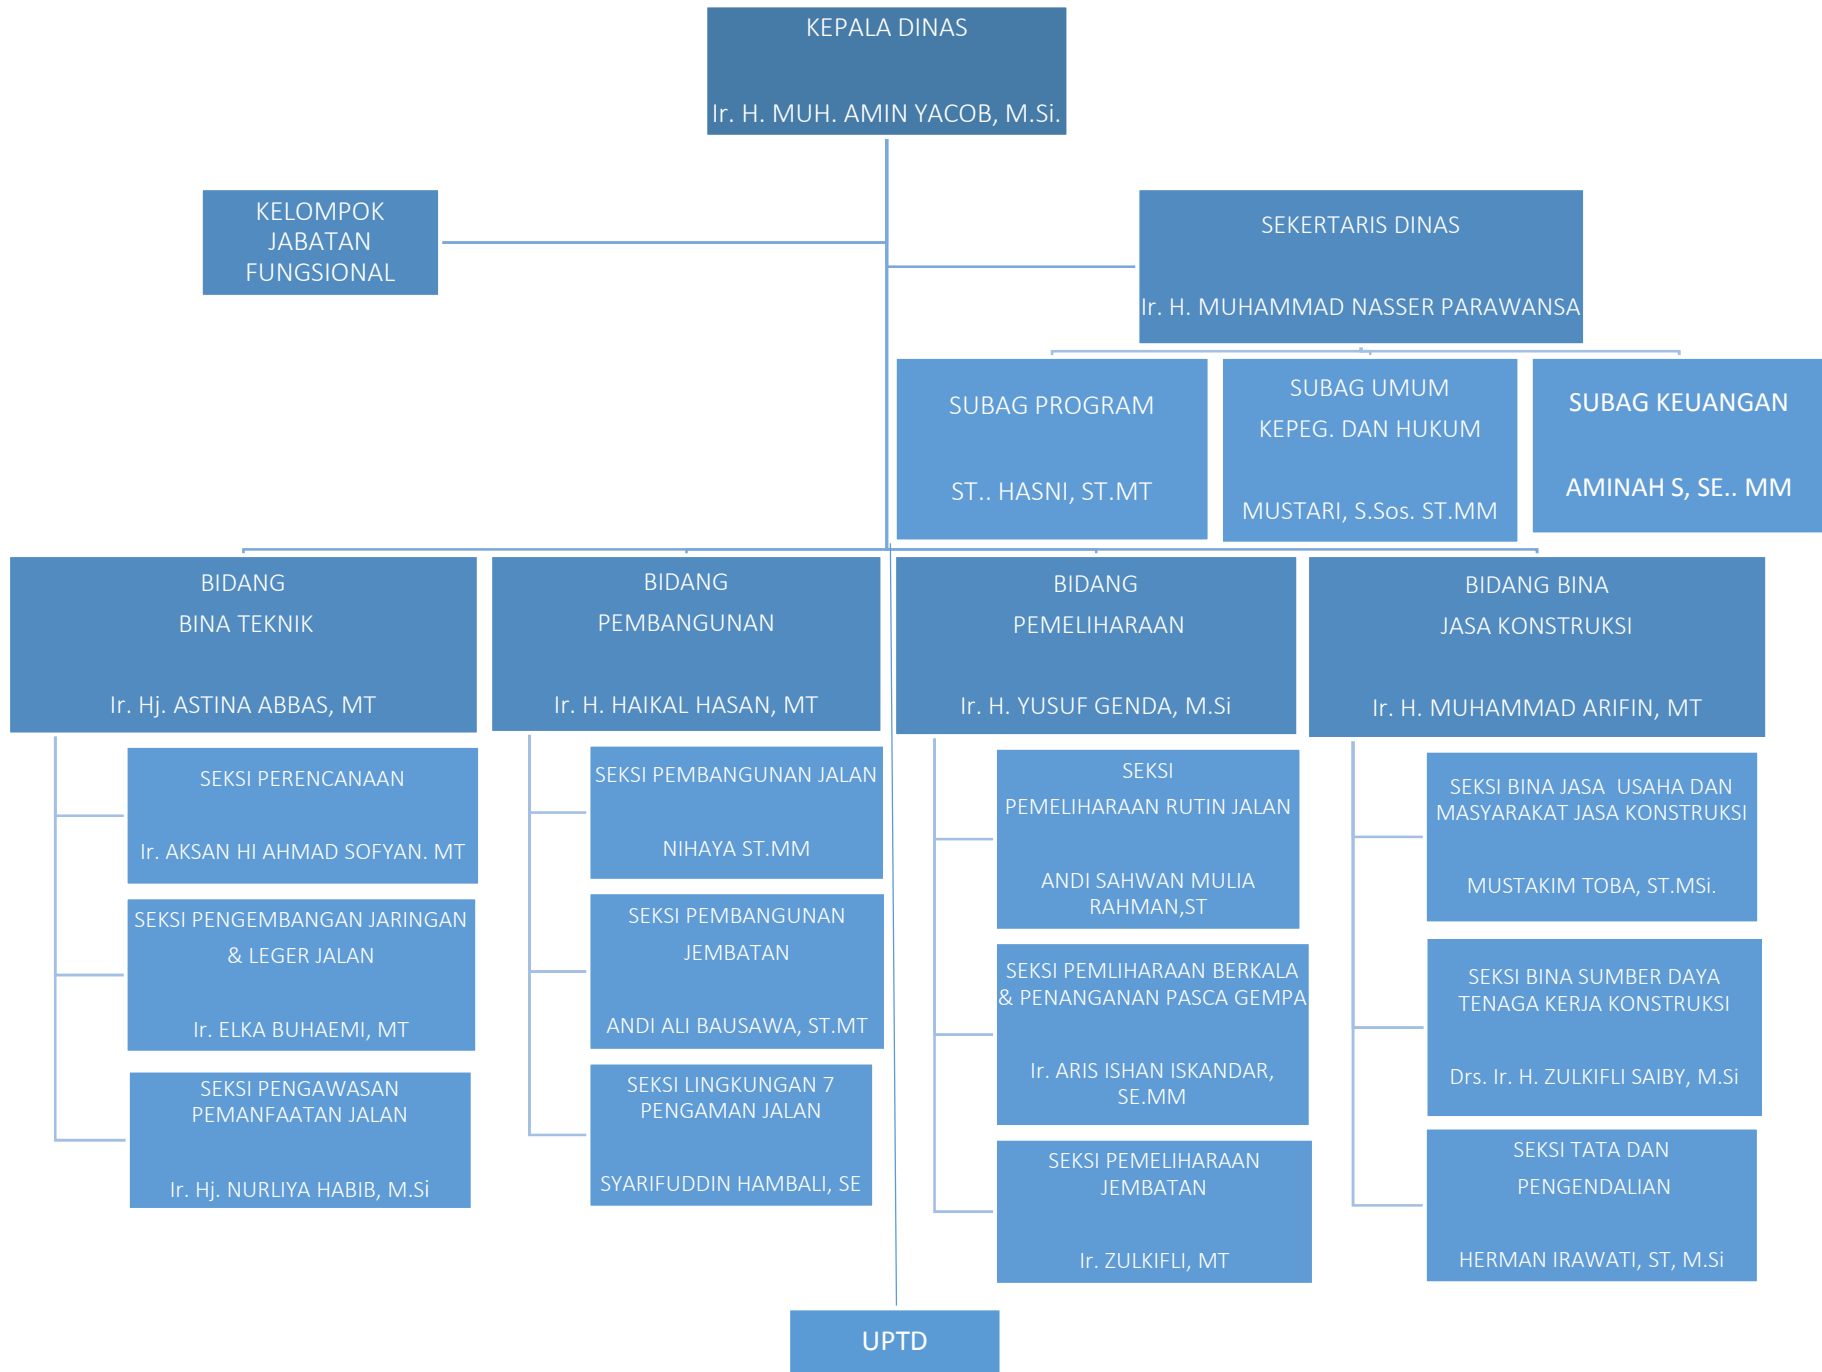 KEPALA DINAS
Ir. H. MUH. AMIN YACOB, M.Si.
KELOMPOK
JABATAN
FUNGSIONAL
SEKERTARIS DINAS
Ir. H. MUHAMMAD NASSER PARAWANSA
SUBAG PROGRAM
ST.. HASNI, ST.MT
SUBAG UMUM
KEPEG. DAN HUKUM
MUSTARI, S.Sos. ST.MM
SUBAG KEUANGAN
AMINAH S, SE.. MM
BIDANG
BINA TEKNIK
Ir. Hj. ASTINA ABBAS, MT
BIDANG
PEMBANGUNAN
Ir. H. HAIKAL HASAN, MT
BIDANG
PEMELIHARAAN
Ir. H. YUSUF GENDA, M.Si
BIDANG BINA
JASA KONSTRUKSI
Ir. H. MUHAMMAD ARIFIN, MT
SEKSI PERENCANAAN
Ir. AKSAN HI AHMAD SOFYAN. MT
SEKSI PENGEMBANGAN JARINGAN
& LEGER JALAN
Ir. ELKA BUHAEMI, MT
SEKSI PENGAWASAN
PEMANFAATAN JALAN
Ir. Hj. NURLIYA HABIB, M.Si
SEKSI PEMBANGUNAN JALAN
NIHAYA ST.MM
SEKSI PEMBANGUNAN
JEMBATAN
ANDI ALI BAUSAWA, ST.MT
SEKSI LINGKUNGAN 7
PENGAMAN JALAN
SYARIFUDDIN HAMBALI, SE
SEKSI
PEMELIHARAAN RUTIN JALAN
ANDI SAHWAN MULIA
RAHMAN,ST
SEKSI PEMLIHARAAN BERKALA
& PENANGANAN PASCA GEMPA
Ir. ARIS ISHAN ISKANDAR,
SE.MM
SEKSI PEMELIHARAAN
JEMBATAN
Ir. ZULKIFLI, MT
SEKSI BINA JASA  USAHA DAN
MASYARAKAT JASA KONSTRUKSI
MUSTAKIM TOBA, ST.MSi.
SEKSI BINA SUMBER DAYA
TENAGA KERJA KONSTRUKSI
Drs. Ir. H. ZULKIFLI SAIBY, M.Si
SEKSI TATA DAN
PENGENDALIAN
HERMAN IRAWATI, ST, M.Si
UPTD